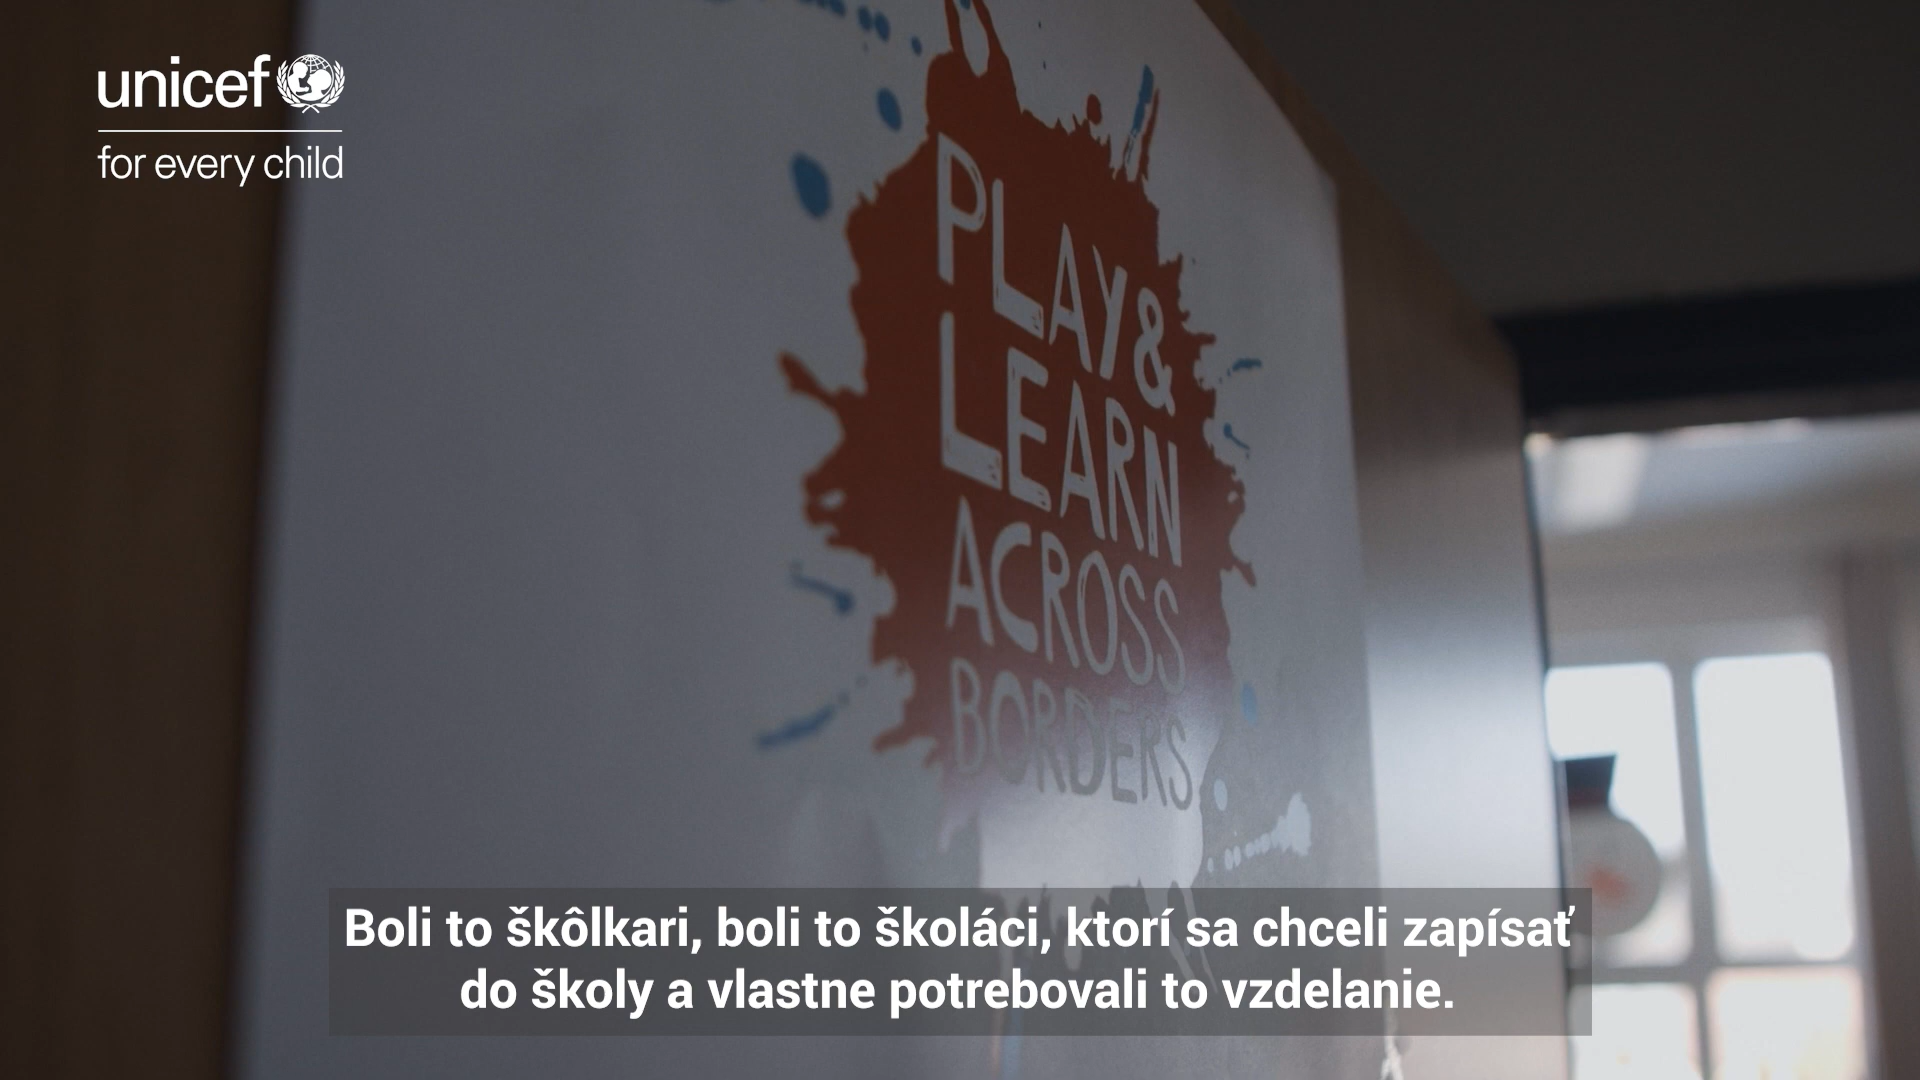 unicef
for every child
PLAY &
LEARN
ACROSS
BORDERS
Boli to škôlkari, boli to školáci, ktorí sa chceli zapísať
do školy a vlastne potrebovali to vzdelanie.